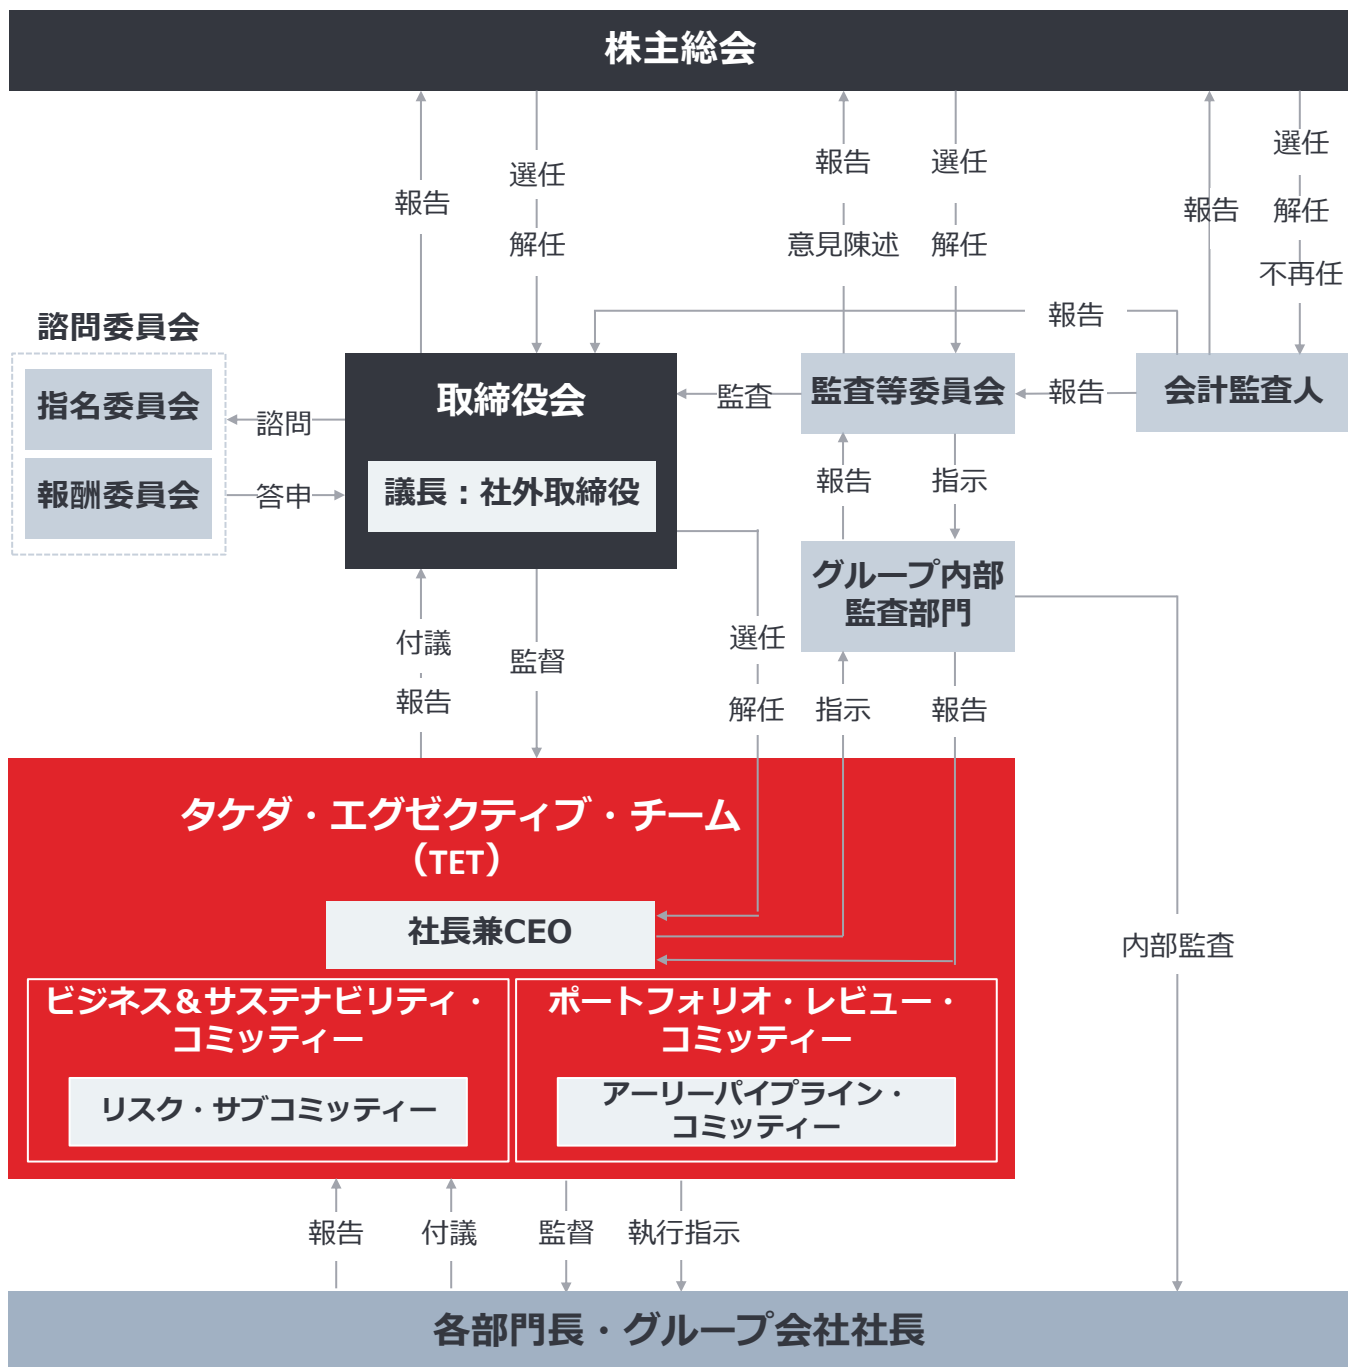 株主総会
報告
選任
解任
報告
意見陳述
選任
解任
報告
選任
解任
不再任
諮問委員会
指名委員会
報酬委員会
諮問
答申
取締役会
議長：社外取締役
監査
監査等委員会
報告
報告
会計監査人
報告
指示
グループ内部
監査部門
付議
報告
監督
選任
解任
指示
報告
内部監査
タケダ・エグゼクティブ・チーム
（TET）
社長兼CEO
ビジネス＆サステナビリティ・
コミッティー
リスク・サブコミッティー
ポートフォリオ・レビュー・
コミッティー
アーリーパイプライン・
コミッティー
報告
付議
監督
執行指示
各部門長・グループ会社社長